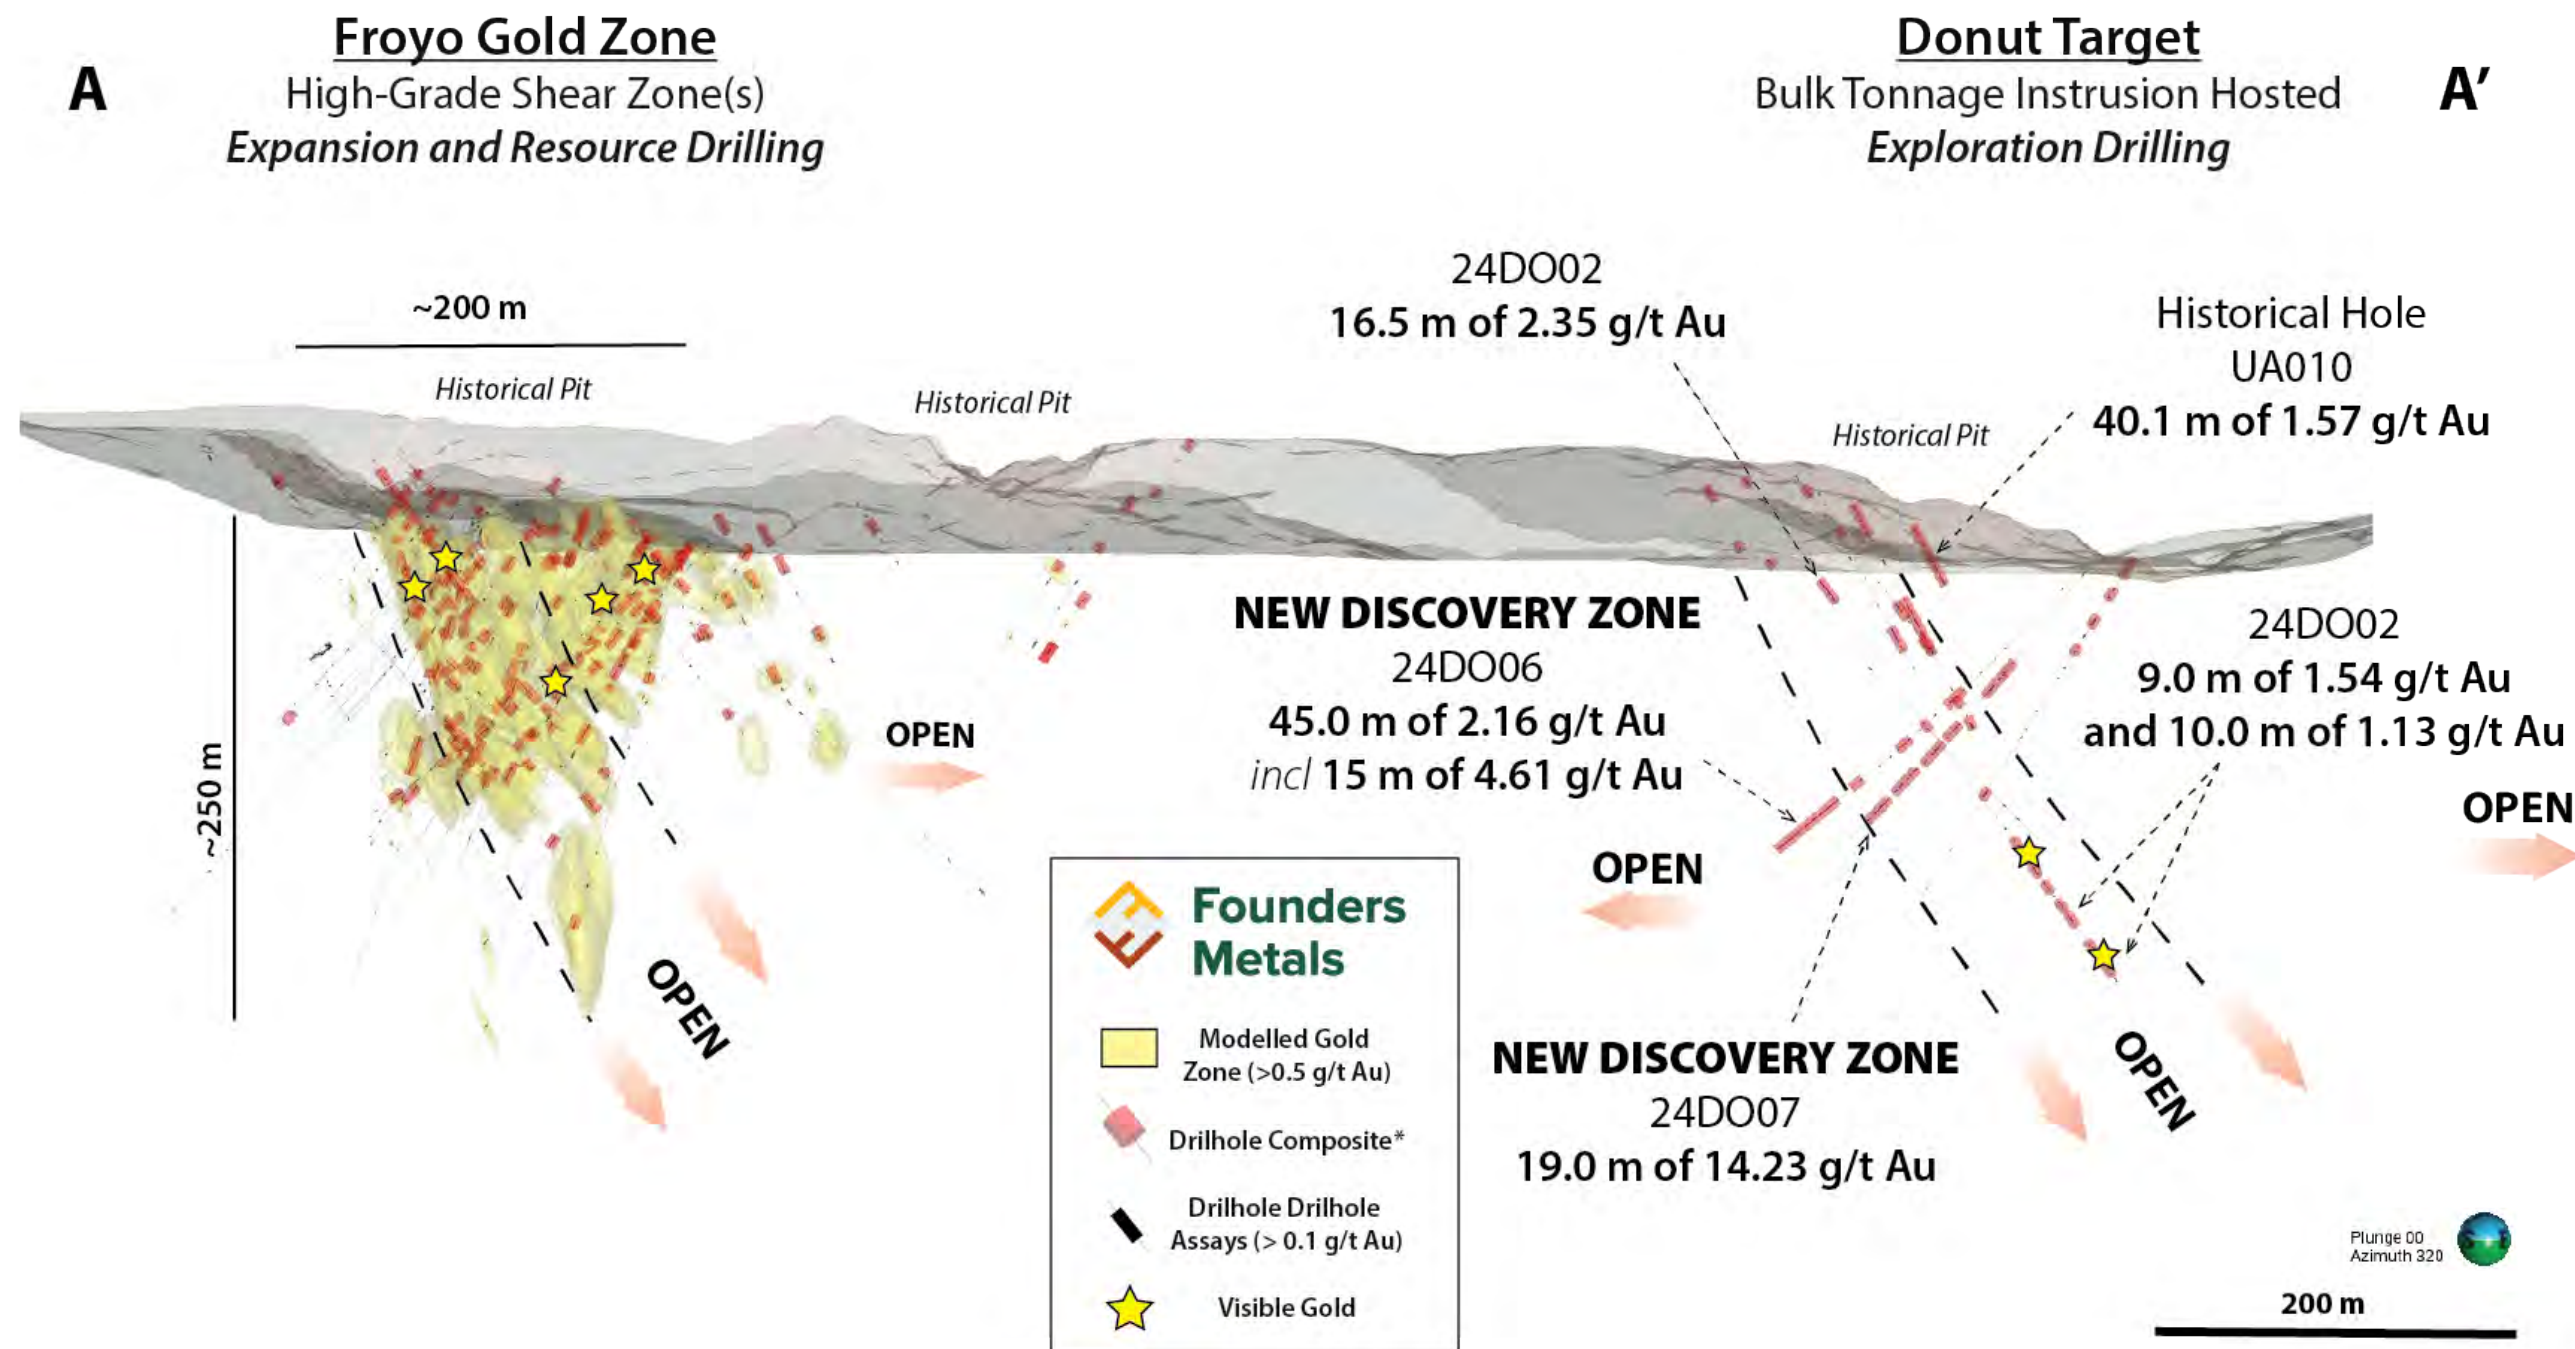 A
Froyo Gold Zone
High-Grade Shear Zone(s)
Expansion and Resource Drilling
Donut Target
Bulk Tonnage Instrusion Hosted
Exploration Drilling
A’
~200 m
Historical Pit
Historical Pit
Historical Pit
24DO02
16.5 m of 2.35 g/t Au
Historical Hole
UA010
40.1 m of 1.57 g/t Au
~250 m
OPEN
OPEN
NEW DISCOVERY ZONE
24DO06
45.0 m of 2.16 g/t Au
incl 15 m of 4.61 g/t Au
OPEN
24DO02
9.0 m of 1.54 g/t Au
and 10.0 m of 1.13 g/t Au
OPEN
OPEN
NEW DISCOVERY ZONE
24DO07
19.0 m of 14.23 g/t Au
Founders
Metals
Modelled Gold
Zone (>0.5 g/t Au)
Drilhole Composite*
Drilhole Drilhole
Assays (> 0.1 g/t Au)
Visible Gold
Plunge 00
Azimuth 320
200 m